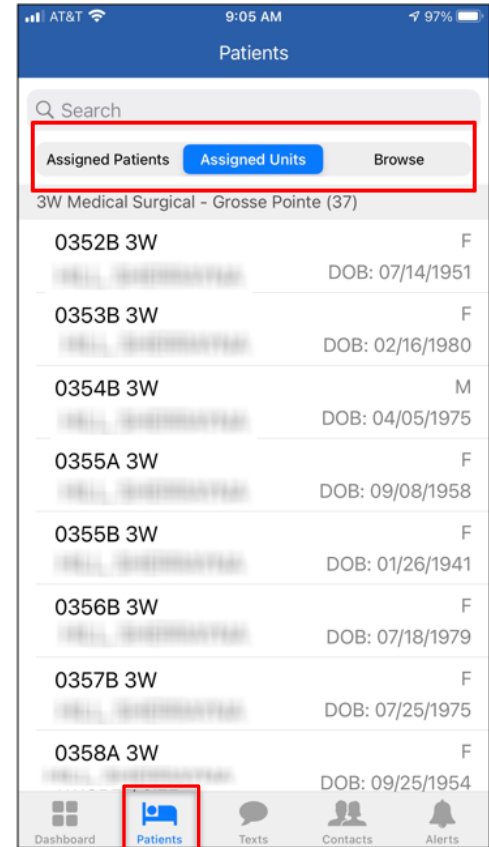 AT&T 9:05 AM 97%
Patients
Search
Assigned Patients Assigned Units Browse
3W Medical Surgical - Grosse Pointe (37)
0352B 3W F
DOB: 07/14/1951
0353B 3W F
DOB: 02/16/1980
0354B 3W M
DOB: 04/05/1975
0355A 3W F
DOB: 09/08/1958
0355B 3W F
DOB: 01/26/1941
0356B 3W F
DOB: 07/18/1979
0357B 3W F
DOB: 07/25/1975
0358A 3W F
DOB: 09/25/1954
Dashboard Patients Texts Contacts Alerts